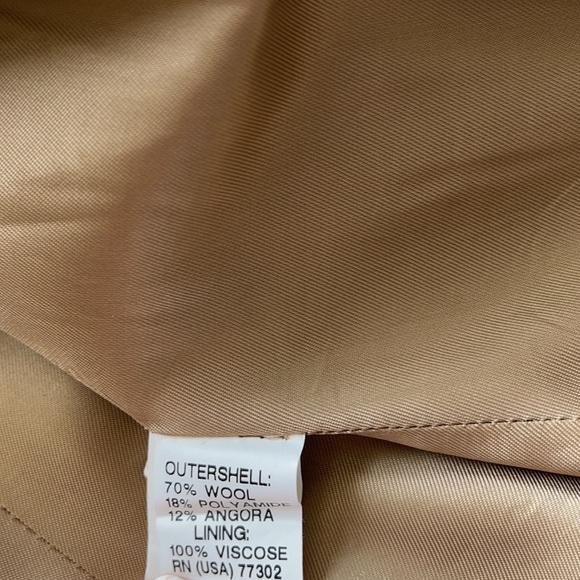 OUTERSHELL:
70% WOOL
18% POLYAMIDE
12% ANGORA
LINING:
100% VISCOSE
RN (USA) 77302